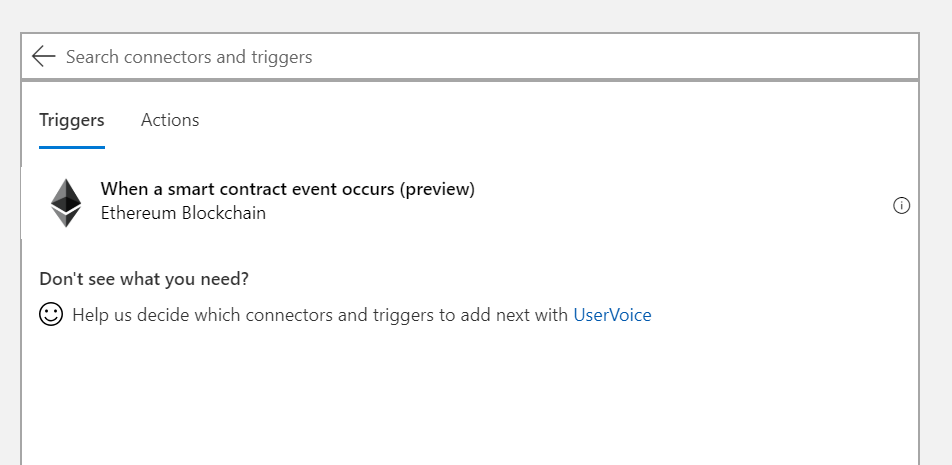 Search connectors and triggers
Triggers
Actions
When a smart contract event occurs (preview)
Ethereum Blockchain
Don't see what you need?
Help us decide which connectors and triggers to add next with UserVoice